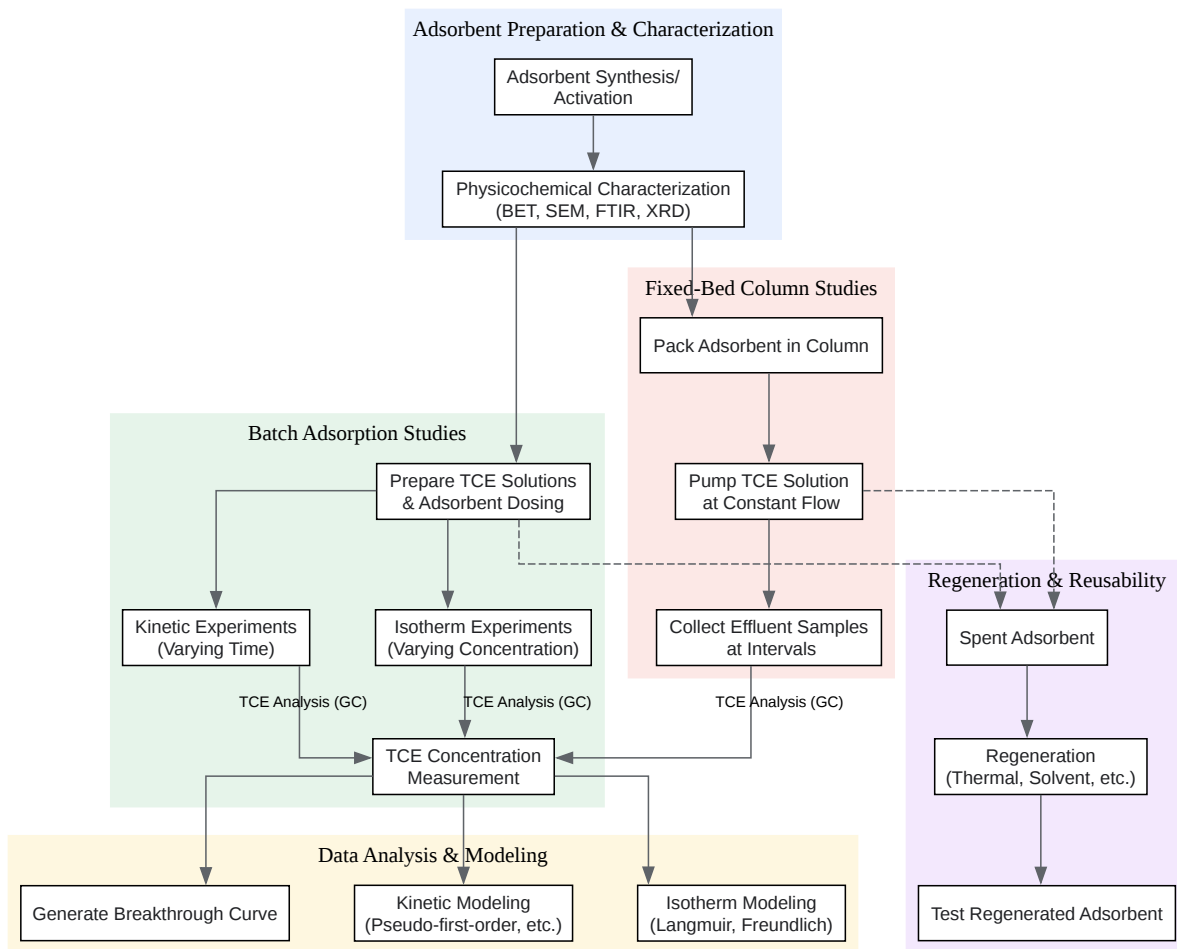 Adsorbent Preparation & Characterization
Adsorbent Synthesis/
Activation
Physicochemical Characterization
(BET, SEM, FTIR, XRD)
Fixed-Bed Column Studies
Pack Adsorbent in Column
Batch Adsorption Studies
Prepare TCE Solutions
& Adsorbent Dosing
Pump TCE Solution
at Constant Flow
Regeneration & Reusability
Kinetic Experiments
(Varying Time)
Isotherm Experiments
(Varying Concentration)
Collect Effluent Samples
at Intervals
Spent Adsorbent
TCE Analysis (GC)
TCE Analysis (GC)
TCE Analysis (GC)
TCE Concentration
Measurement
Regeneration
(Thermal, Solvent, etc.)
Data Analysis & Modeling
Generate Breakthrough Curve
Kinetic Modeling
(Pseudo-first-order, etc.)
Isotherm Modeling
(Langmuir, Freundlich)
Test Regenerated Adsorbent